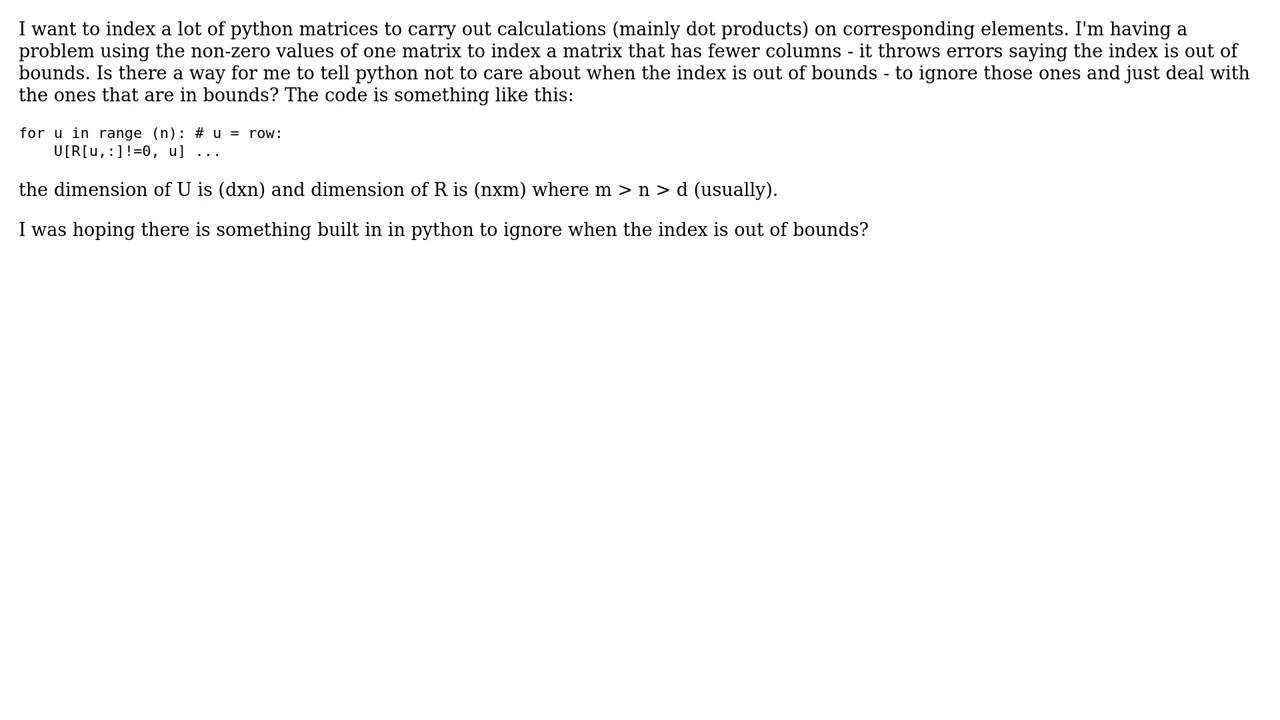 I want to index a lot of python matrices to carry out calculations (mainly dot products) on corresponding elements. I'm having a
problem using the non-zero values of one matrix to index a matrix that has fewer columns - it throws errors saying the index is out of
bounds. Is there a way for me to tell python not to care about when the index is out of bounds - to ignore those ones and just deal with
the ones that are in bounds? The code is something like this:
for u in range (n): # u = row:
    U[R[u,:]!=0, u] ...
the dimension of U is (dxn) and dimension of R is (nxm) where m > n > d (usually).
I was hoping there is something built in in python to ignore when the index is out of bounds?